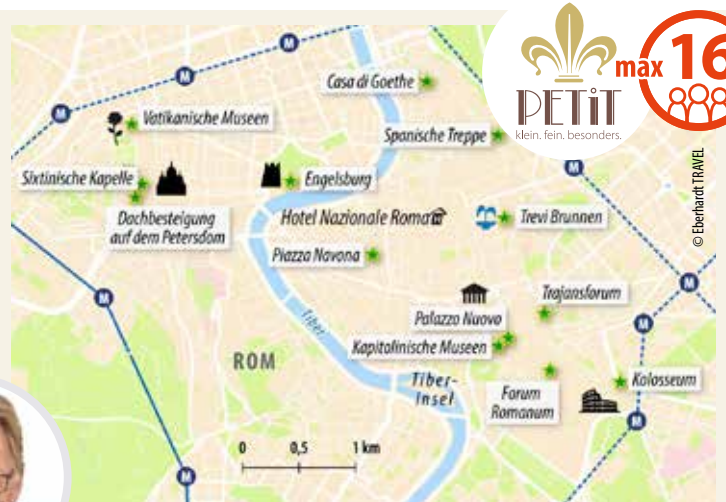 PETiT
klein. fein. besonders.
max 16
© Eberhardt TRAVEL
M
M
Casa di Goethe
M
Vatikanische Museen
Spanische Treppe
M
Sixtinische Kapelle
Engelsburg
Dachbesteigung
auf dem Petersdom
Hotel Nazionale Roma
Trevi Brunnen
Piazza Navona
M
M
Trajansforum
Palazzo Nuovo
M
Tiber
Kapitolinische Museen
ROM
Tiber-
Insel
Forum
Romanum
Kolosseum
M
0 0,5 1 km
M